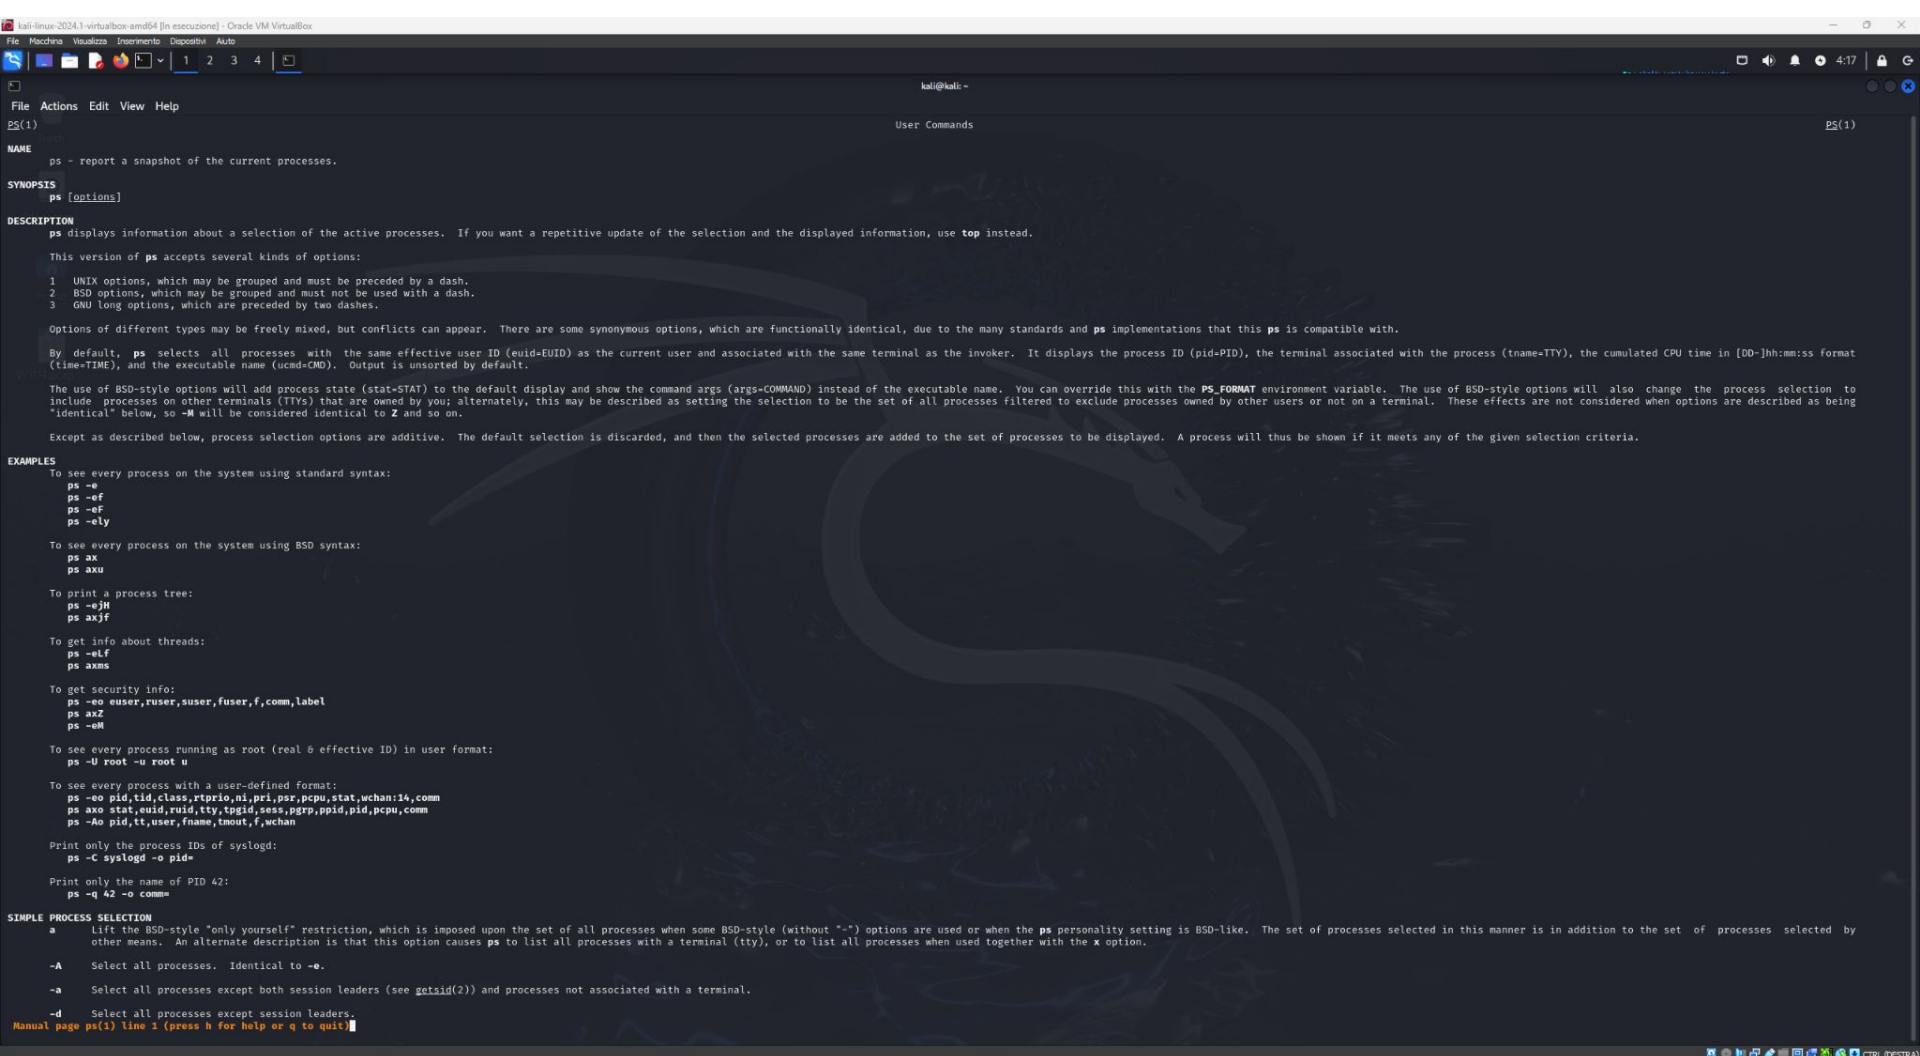 kali-linux-2024.1-virtualbox-amd64 [In esecuzione] - Oracle VM VirtualBox
File Macchina Visualizza Inserimento Dispositivi Aiuto
1 2 3 4 4:17
kali@kali: ~
File Actions Edit View Help
PS(1) User Commands PS(1)
NAME
ps - report a snapshot of the current processes.
SYNOPSIS
ps [options]
DESCRIPTION
ps displays information about a selection of the active processes. If you want a repetitive update of the selection and the displayed information, use top instead.
This version of ps accepts several kinds of options:
1 UNIX options, which may be grouped and must be preceded by a dash.
2 BSD options, which may be grouped and must not be used with a dash.
3 GNU long options, which are preceded by two dashes.
Options of different types may be freely mixed, but conflicts can appear. There are some synonymous options, which are functionally identical, due to the many standards and ps implementations that this ps is compatible with.
By default, ps selects all processes with the same effective user ID (euid=EUID) as the current user and associated with the same terminal as the invoker. It displays the process ID (pid=PID), the terminal associated with the process (tname=TTY), the cumulated CPU time in [DD-]hh:mm:ss format
(time=TIME), and the executable name (ucmd=CMD). Output is unsorted by default.
The use of BSD-style options will add process state (stat=STAT) to the default display and show the command args (args=COMMAND) instead of the executable name. You can override this with the PS_FORMAT environment variable. The use of BSD-style options will also change the process selection to
include processes on other terminals (TTYs) that are owned by you; alternately, this may be described as setting the selection to be the set of all processes filtered to exclude processes owned by other users or not on a terminal. These effects are not considered when options are described as being
"identical" below, so -M will be considered identical to Z and so on.
Except as described below, process selection options are additive. The default selection is discarded, and then the selected processes are added to the set of processes to be displayed. A process will thus be shown if it meets any of the given selection criteria.
EXAMPLES
To see every process on the system using standard syntax:
ps -e
ps -ef
ps -eF
ps -ely
To see every process on the system using BSD syntax:
ps ax
ps axu
To print a process tree:
ps -ejH
ps axjf
To get info about threads:
ps -eLf
ps axms
To get security info:
ps -eo euser,ruser,suser,fuser,f,comm,label
ps axZ
ps -eM
To see every process running as root (real & effective ID) in user format:
ps -U root -u root u
To see every process with a user-defined format:
ps -eo pid,tid,class,rtprio,ni,pri,psr,pcpu,stat,wchan:14,comm
ps axo stat,euid,ruid,tty,tpgid,sess,pgrp,ppid,pid,pcpu,comm
ps -Ao pid,tt,user,fname,tmout,f,wchan
Print only the process IDs of syslogd:
ps -C syslogd -o pid=
Print only the name of PID 42:
ps -q 42 -o comm=
SIMPLE PROCESS SELECTION
a Lift the BSD-style "only yourself" restriction, which is imposed upon the set of all processes when some BSD-style (without "-") options are used or when the ps personality setting is BSD-like. The set of processes selected in this manner is in addition to the set of processes selected by
other means. An alternate description is that this option causes ps to list all processes with a terminal (tty), or to list all processes when used together with the x option.
-A Select all processes. Identical to -e.
-a Select all processes except both session leaders (see getsid(2)) and processes not associated with a terminal.
-d Select all processes except session leaders.
Manual page ps(1) line 1 (press h for help or q to quit)
CTRL (DESTRA)